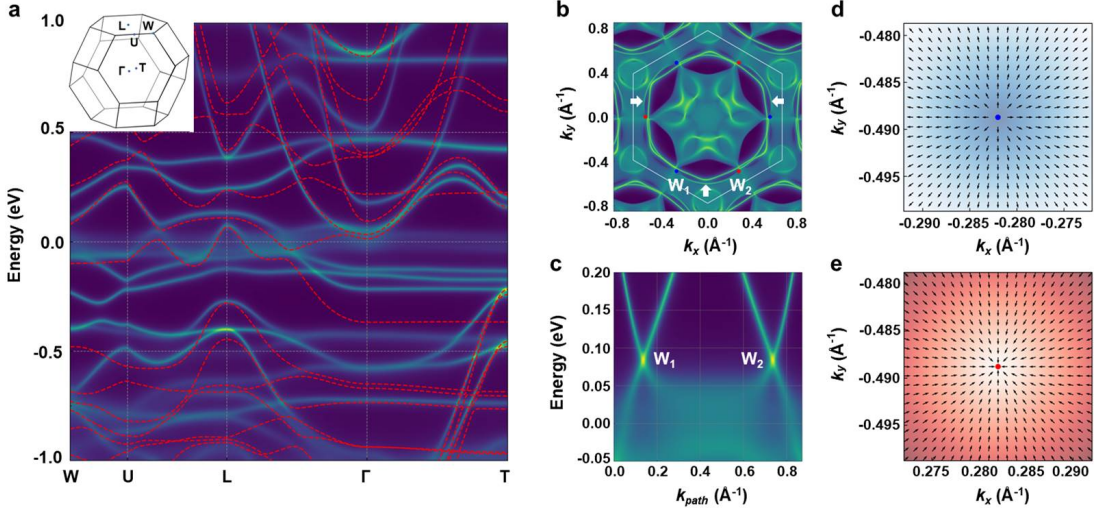 a
L W
U
Γ T
1.0
0.5
0.0
-0.5
-1.0
Energy (eV)
W U L Γ T
b
0.8
0.4
0.0
-0.4
-0.8
ky (Å-1)
W1 W2
-0.8 -0.4 0.0 0.4 0.8
kx (Å-1)
c
0.20
0.15
0.10
0.05
0.00
-0.05
Energy (eV)
W1 W2
0.0 0.2 0.4 0.6 0.8
kpath (Å-1)
d
-0.480
-0.485
-0.490
-0.495
ky (Å-1)
-0.290 -0.285 -0.280 -0.275
kx (Å-1)
e
-0.480
-0.485
-0.490
-0.495
ky (Å-1)
0.275 0.282 0.285 0.290
kx (Å-1)